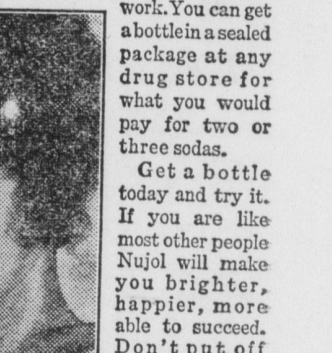 work. You can get
a bottle in a sealed
package at any
drug store for
what you would
pay for two or
three sodas.
Get a bottle
today and try it.
If you are like
most other people
Nujol will make
you brighter,
happier, more
able to succeed.
Don't put off